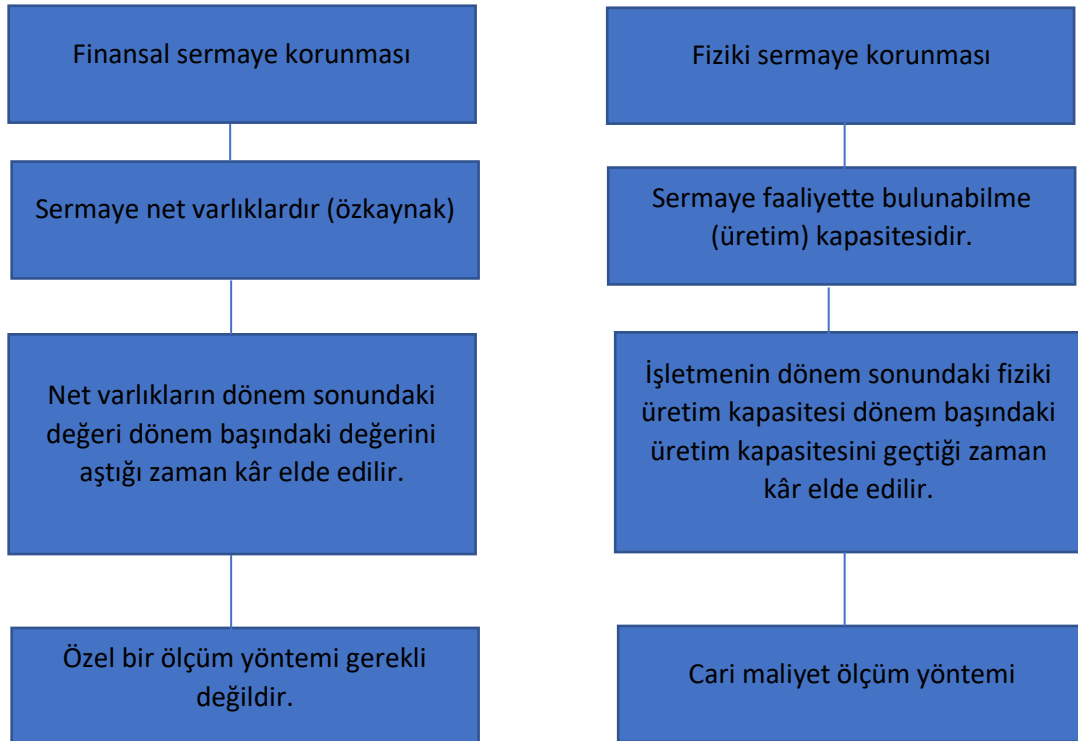 Finansal sermaye korunması
Sermaye net varlıklardır (özkaynak)
Net varlıkların dönem sonundaki
değeri dönem başındaki değerini
aştığı zaman kâr elde edilir.
Özel bir ölçüm yöntemi gerekli
değildir.
Fiziki sermaye korunması
Sermaye faaliyette bulunabilme
(üretim) kapasitesidir.
İşletmenin dönem sonundaki fiziki
üretim kapasitesi dönem başındaki
üretim kapasitesini geçtiği zaman
kâr elde edilir.
Cari maliyet ölçüm yöntemi